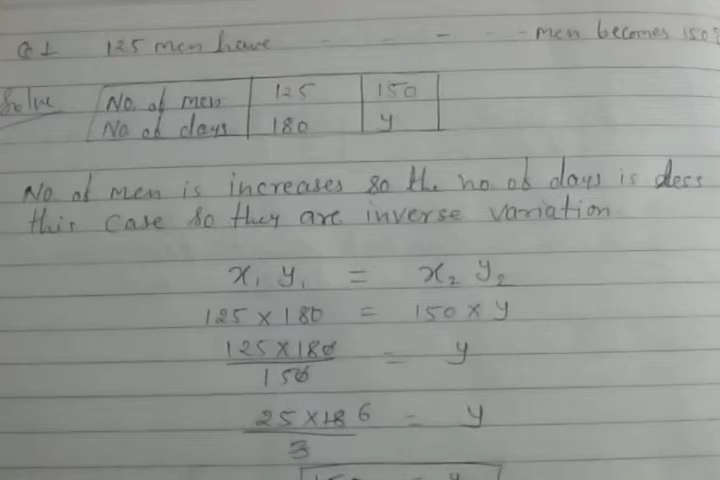 Q 1 125 men have - - - - - men becomes 150?
Solve No. of men 125 150
No of days 180 y
No of men is increases so the no of days is dless
this case so they are inverse variation
x₁ y₁ = x₂ y₂
125 × 180 = 150 × y
125 × 180 / 150 = y
25 × 18 6 / 3 = y